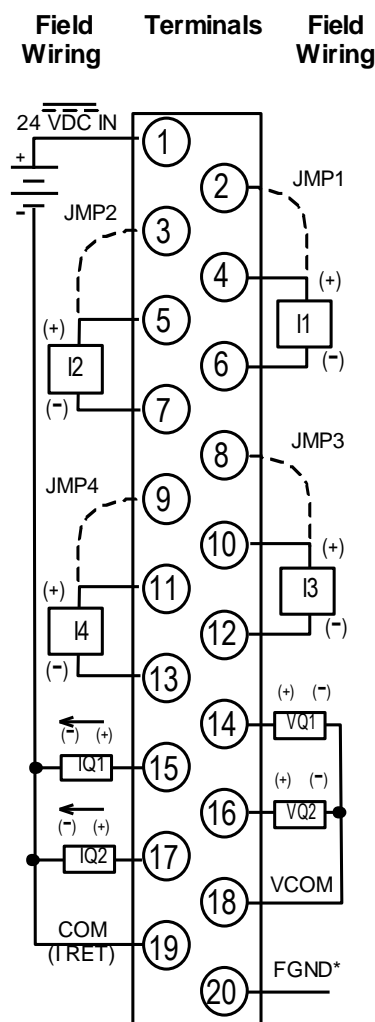 Field Wiring Terminals Field Wiring
24 VDC IN
1
+
2
JMP1
JMP2
3
-
4
(+)
5
(+)
I1
I2
6
(-)
(-)
7
8
JMP3
JMP4
9
10
(+)
11
(+)
I3
I4
12
(-)
(-)
13
(+) (-)
14
VQ1
(-) (+)
IQ1
15
(+) (-)
16
VQ2
(-) (+)
IQ2
17
18
VCOM
COM
(I RET)
19
20
FGND*